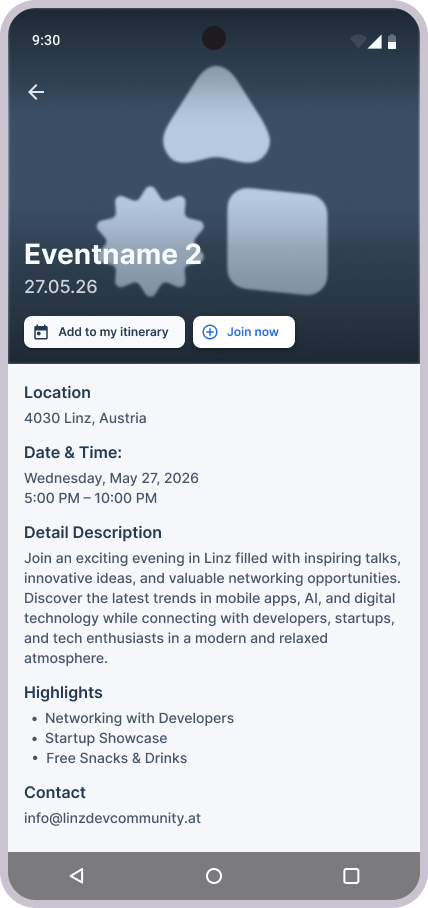 9:30
Eventname 2
27.05.26
Add to my itinerary
Join now
Location
4030 Linz, Austria
Date & Time:
Wednesday, May 27, 2026
5:00 PM – 10:00 PM
Detail Description
Join an exciting evening in Linz filled with inspiring talks,
innovative ideas, and valuable networking opportunities.
Discover the latest trends in mobile apps, AI, and digital
technology while connecting with developers, startups,
and tech enthusiasts in a modern and relaxed
atmosphere.
Highlights
• Networking with Developers
• Startup Showcase
• Free Snacks & Drinks
Contact
info@linzdevcommunity.at